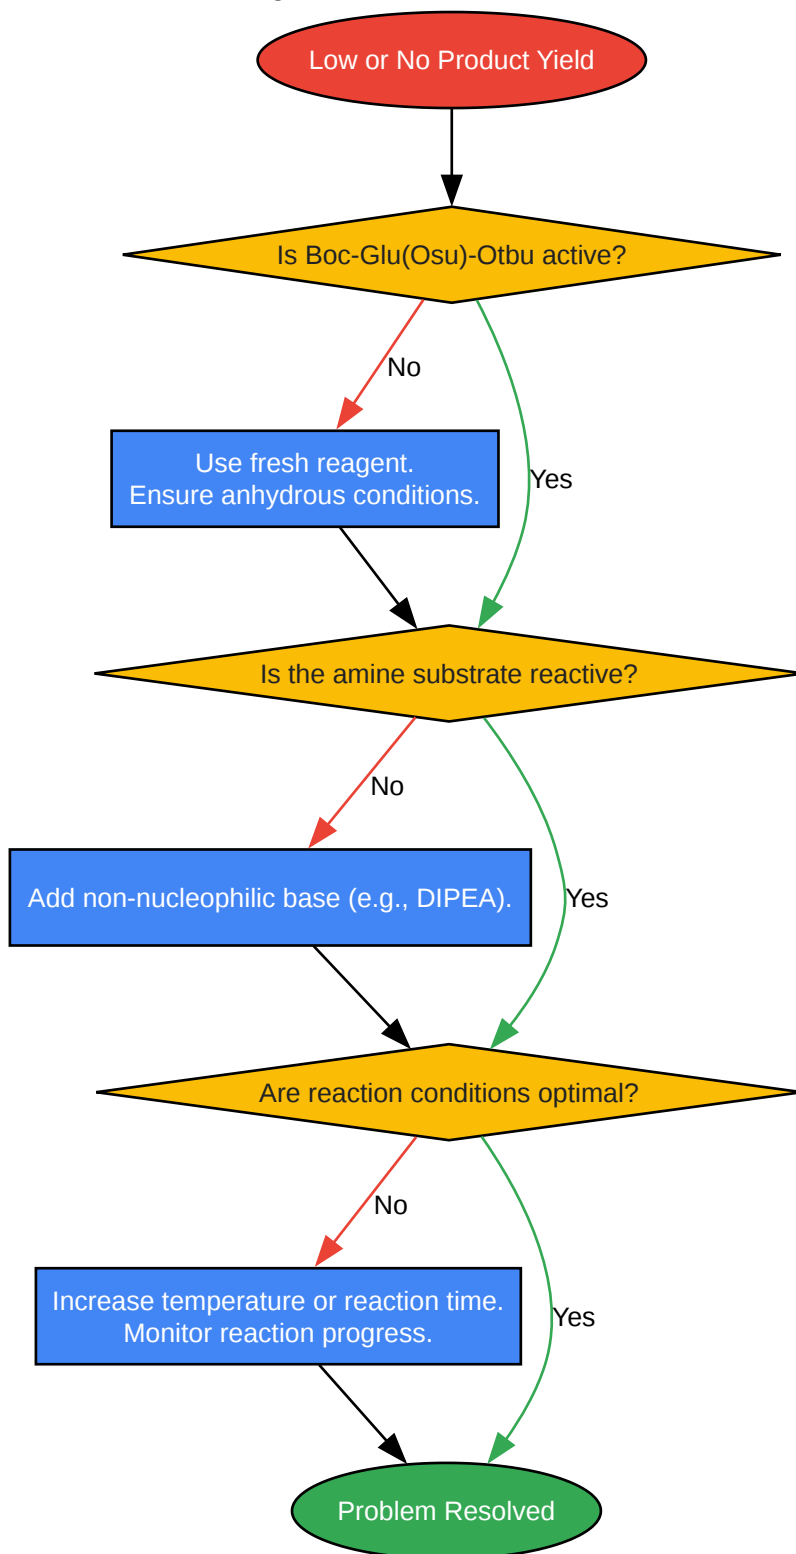 Low or No Product Yield
Is Boc-Glu(Osu)-Otbu active?
No
Use fresh reagent.
Ensure anhydrous conditions.
Yes
Is the amine substrate reactive?
No
Add non-nucleophilic base (e.g., DIPEA).
Yes
Are reaction conditions optimal?
No
Increase temperature or reaction time.
Monitor reaction progress.
Yes
Problem Resolved